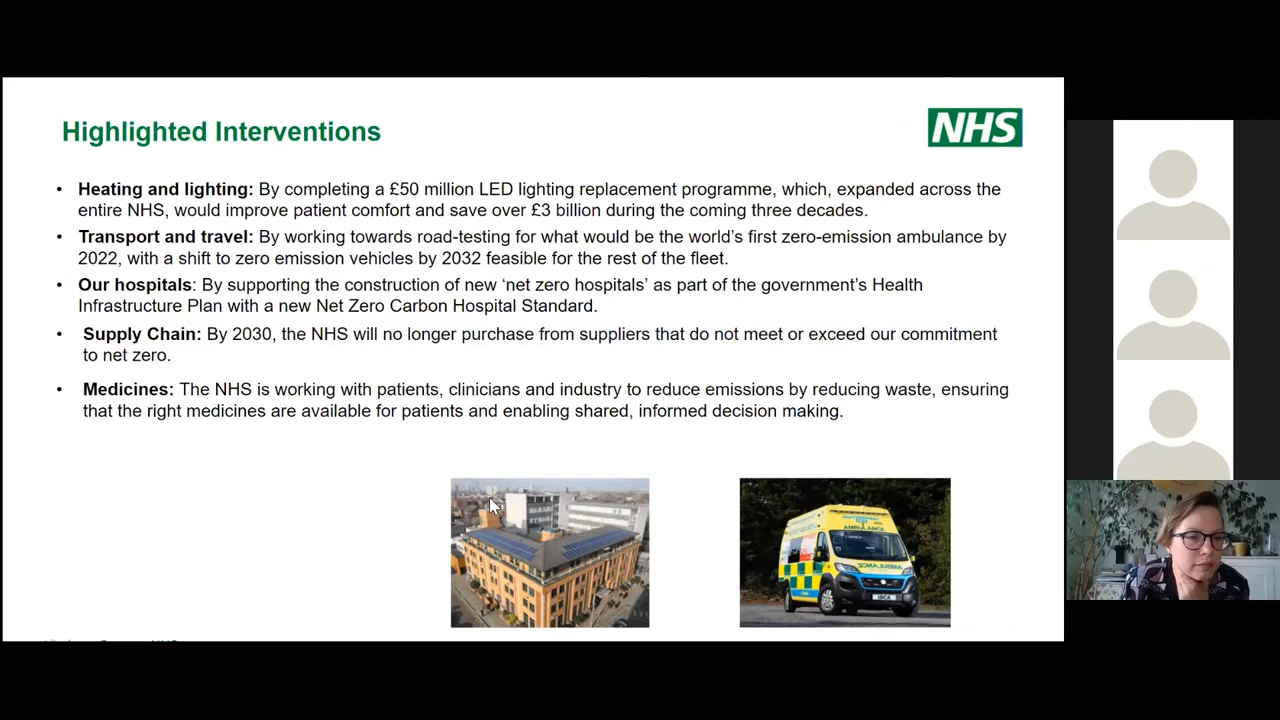 Highlighted Interventions
NHS
• Heating and lighting: By completing a £50 million LED lighting replacement programme, which, expanded across the
entire NHS, would improve patient comfort and save over £3 billion during the coming three decades.
• Transport and travel: By working towards road-testing for what would be the world's first zero-emission ambulance by
2022, with a shift to zero emission vehicles by 2032 feasible for the rest of the fleet.
• Our hospitals: By supporting the construction of new ‘net zero hospitals’ as part of the government's Health
Infrastructure Plan with a new Net Zero Carbon Hospital Standard.
• Supply Chain: By 2030, the NHS will no longer purchase from suppliers that do not meet or exceed our commitment
to net zero.
• Medicines: The NHS is working with patients, clinicians and industry to reduce emissions by reducing waste, ensuring
that the right medicines are available for patients and enabling shared, informed decision making.